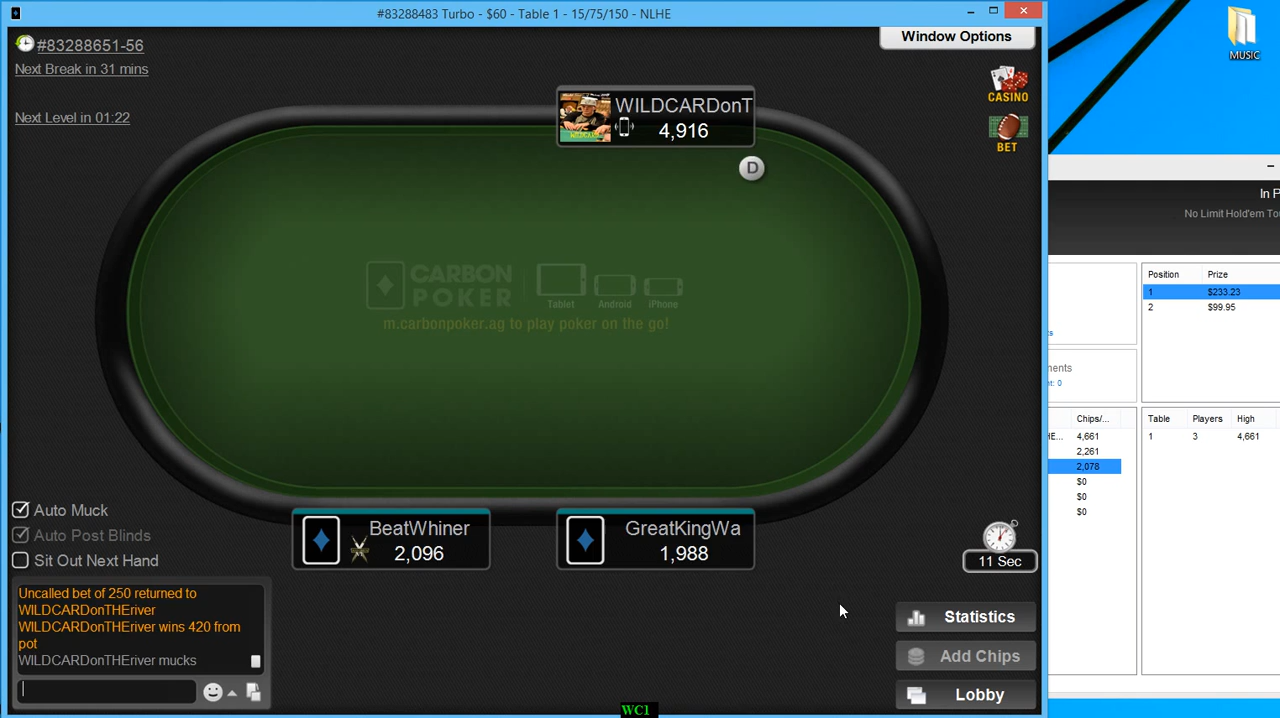 #83288483 Turbo - $60 - Table 1 - 15/75/150 - NLHE
#83288651-56
Next Break in 31 mins
Next Level in 01:22
Window Options
MUSIC
CASINO
BET
WILDCARDonT
4,916
D
CARBON
POKER
Tablet
Android
iPhone
m.carbonpoker.ag to play poker on the go!
In P
No Limit Hold'em To
Position Prize
1 $233.23
2 $99.95
ments
nt: 0
Chips/...
HE... 4,661
2,261
2,078
$0
$0
$0
Table Players High
1 3 4,661
BeatWhiner
2,096
GreatKingWa
1,988
Auto Muck
Auto Post Blinds
Sit Out Next Hand
11 Sec
Uncalled bet of 250 returned to
WILDCARDonTHEriver
WILDCARDonTHEriver wins 420 from
pot
WILDCARDonTHEriver mucks
Statistics
Add Chips
Lobby
WC1